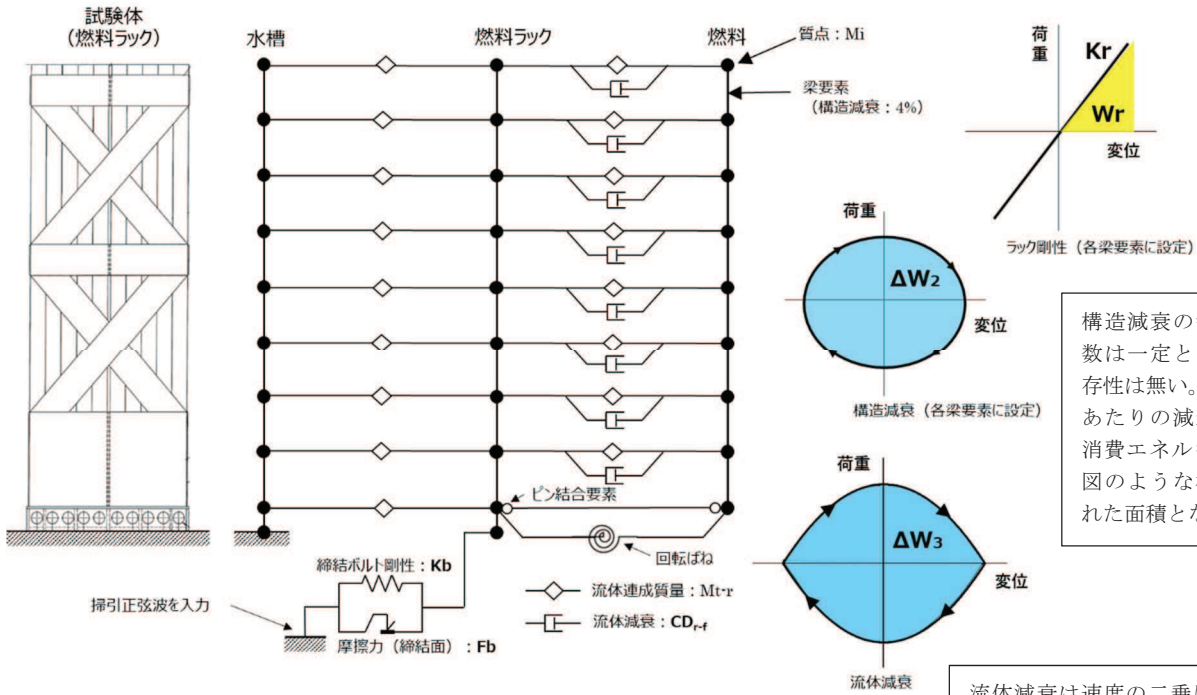 試験体
(燃料ラック)
水槽
燃料ラック
燃料
質点:Mi
梁要素
(構造減衰:4%)
荷重
Kr
Wr
変位
ラック剛性(各梁要素に設定)
荷重
ΔW2
変位
構造減衰(各梁要素に設定)
構造減衰の
数は一定と
存性は無い。
あたりの減
消費エネル
図のような
れた面積と
荷重
ΔW3
変位
流体減衰
ピン結合要素
回転ばね
締結ボルト剛性:Kb
掃引正弦波を入力
摩擦力(締結面):Fb
流体連成質量:Mt-r
流体減衰:CDr-f
流体減衰は速度の二乗